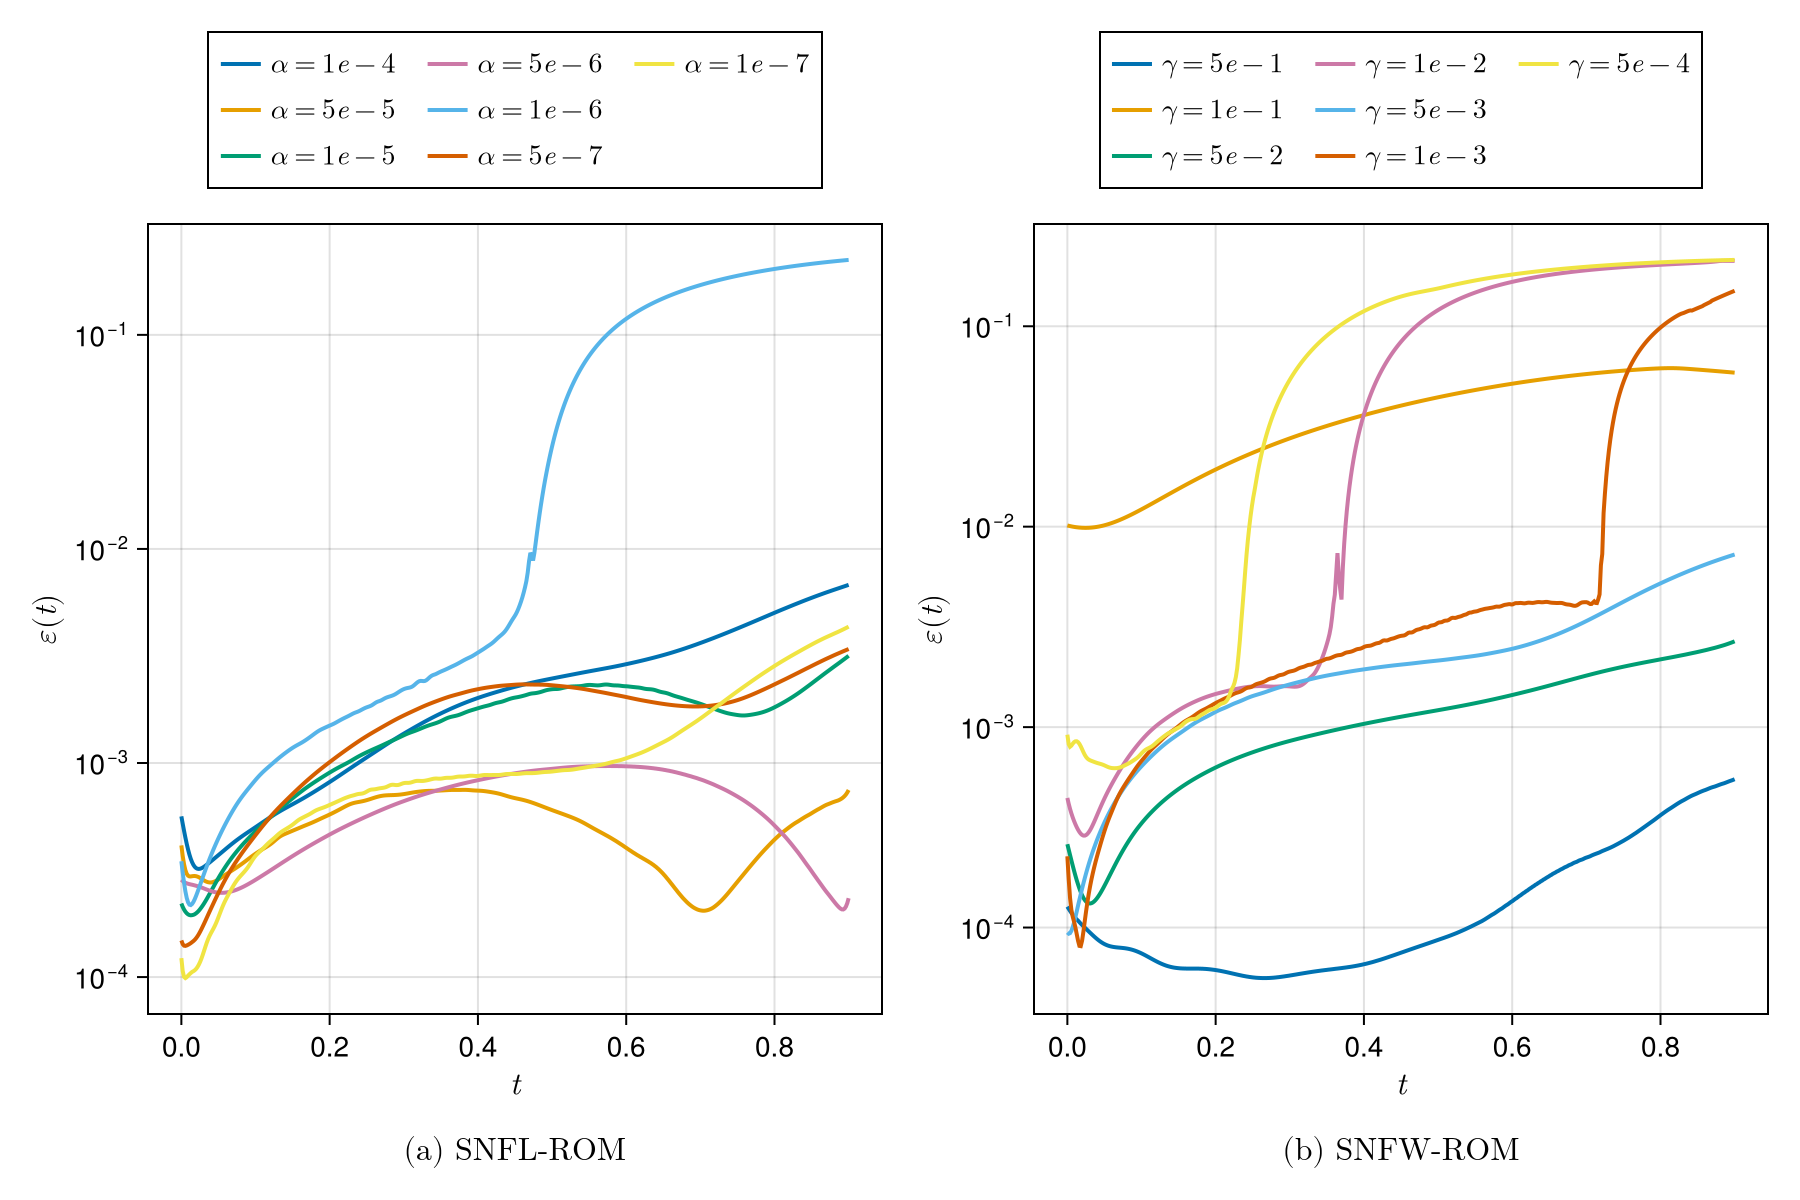 α = 1e − 4 α = 5e − 6 α = 1e − 7
α = 5e − 5 α = 1e − 6
α = 1e − 5 α = 5e − 7
10⁻¹
10⁻²
10⁻³
10⁻⁴
ε(t)
0.0 0.2 0.4 0.6 0.8
t
(a) SNFL-ROM
γ = 5e − 1 γ = 1e − 2 γ = 5e − 4
γ = 1e − 1 γ = 5e − 3
γ = 5e − 2 γ = 1e − 3
10⁻¹
10⁻²
10⁻³
10⁻⁴
ε(t)
0.0 0.2 0.4 0.6 0.8
t
(b) SNFW-ROM